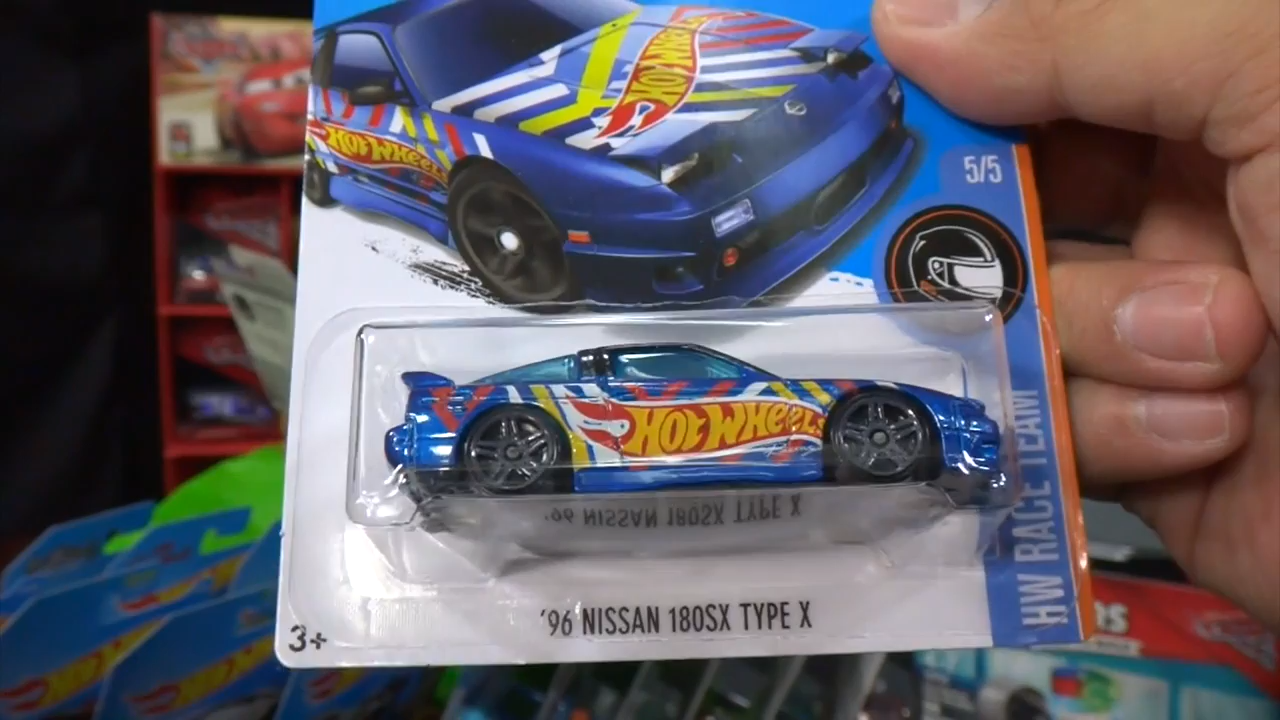 HOT WHEELS
HOT WHEELS
5/5
HOT WHEELS
'96 NISSAN 180SX TYPE X
'96 NISSAN 180SX TYPE X
3+
HW RACE TEAM